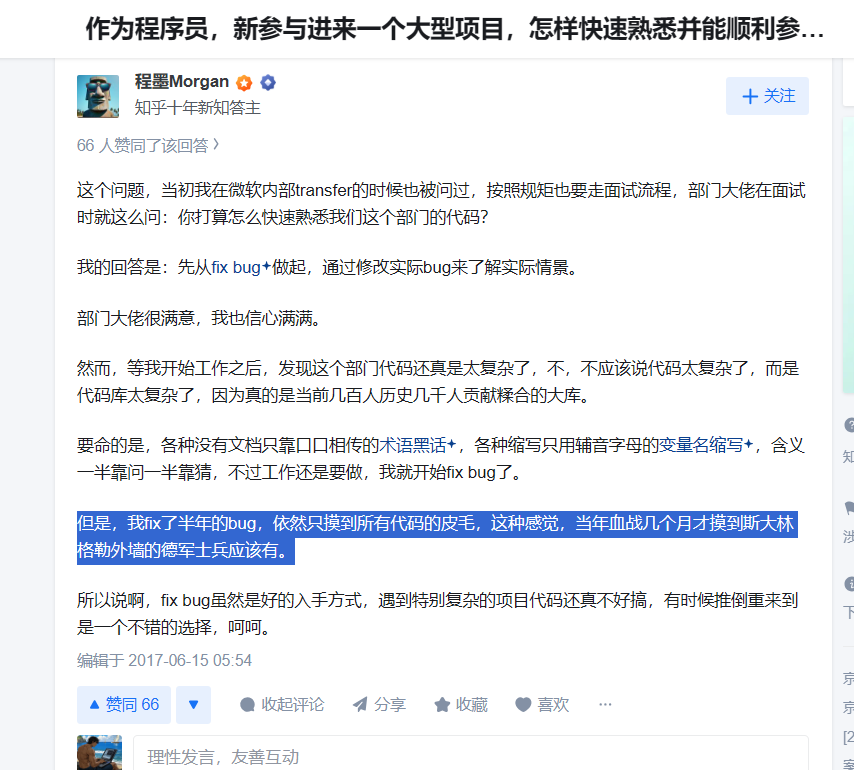 作为程序员，新参与进来一个大型项目，怎样快速熟悉并能顺利参...
程墨Morgan
知乎十年新知答主
+ 关注
66 人赞同了该回答 >
这个问题，当初我在微软内部transfer的时候也被问过，按照规矩也要走面试流程，部门大佬在面试
时就这么问：你打算怎么快速熟悉我们这个部门的代码？
我的回答是：先从fix bug做起，通过修改实际bug来了解实际情景。
部门大佬很满意，我也信心满满。
然而，等我开始工作之后，发现这个部门代码还真是太复杂了，不，不应该说代码太复杂了，而是
代码库太复杂了，因为真的是当前几百人历史几千人贡献糅合的大库。
要命的是，各种没有文档只靠口口相传的术语黑话，各种缩写只用辅音字母的变量名缩写，含义
一半靠问一半靠猜，不过工作还是要做，我就开始fix bug了。
但是，我fix了半年的bug，依然只摸到所有代码的皮毛，这种感觉，当年血战几个月才摸到斯大林
格勒外墙的德军士兵应该有。
所以说啊，fix bug虽然是好的入手方式，遇到特别复杂的项目代码还真不好搞，有时候推倒重来到
是一个不错的选择，呵呵。
编辑于 2017-06-15 05:54
▲ 赞同 66 ▼ 收起评论 分享 收藏 喜欢 ...
理性发言，友善互动